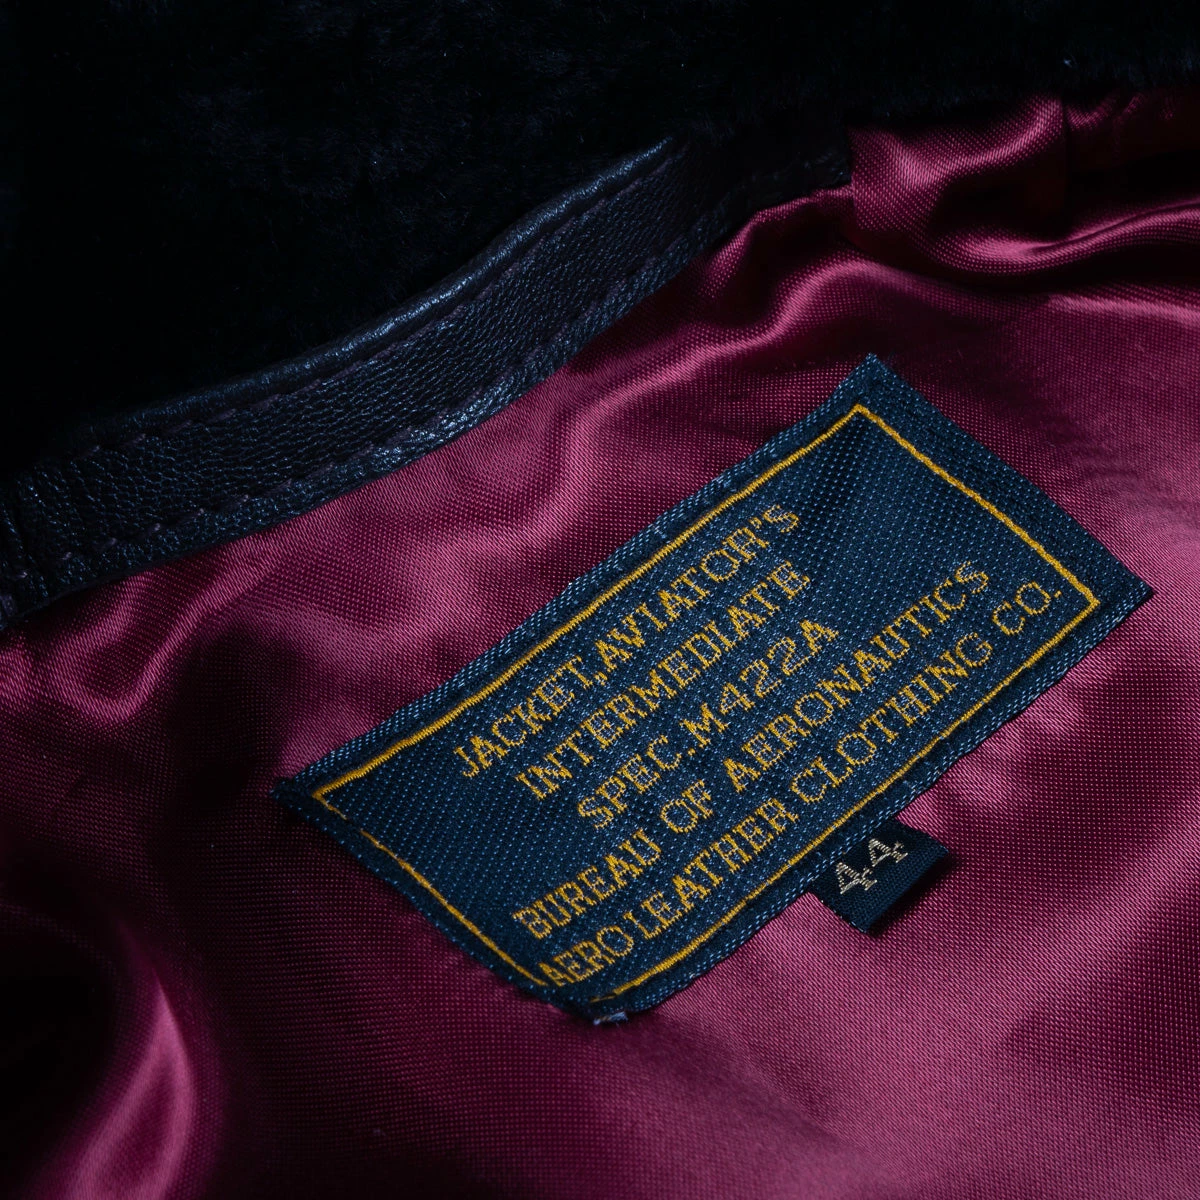 JACKET,AVIATOR'S
INTERMEDIATE
SPEC.M422A
BUREAU OF AERONAUTICS
AERO LEATHER CLOTHING CO.
44